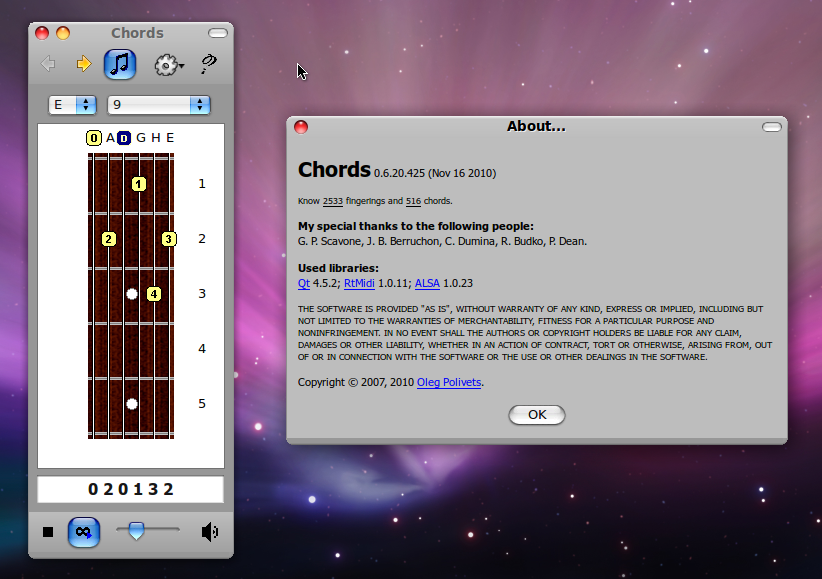 Chords
E
9
0 A D G H E
1
1
2
3
2
4
3
4
5
0 2 0 1 3 2
About...
Chords 0.6.20.425 (Nov 16 2010)
Know 2533 fingerings and 516 chords.
My special thanks to the following people:
G. P. Scavone, J. B. Berruchon, C. Dumina, R. Budko, P. Dean.
Used libraries:
Qt 4.5.2; RtMidi 1.0.11; ALSA 1.0.23
THE SOFTWARE IS PROVIDED "AS IS", WITHOUT WARRANTY OF ANY KIND, EXPRESS OR IMPLIED, INCLUDING BUT
NOT LIMITED TO THE WARRANTIES OF MERCHANTABILITY, FITNESS FOR A PARTICULAR PURPOSE AND
NONINFRINGEMENT. IN NO EVENT SHALL THE AUTHORS OR COPYRIGHT HOLDERS BE LIABLE FOR ANY CLAIM,
DAMAGES OR OTHER LIABILITY, WHETHER IN AN ACTION OF CONTRACT, TORT OR OTHERWISE, ARISING FROM, OUT
OF OR IN CONNECTION WITH THE SOFTWARE OR THE USE OR OTHER DEALINGS IN THE SOFTWARE.
Copyright © 2007, 2010 Oleg Polivets.
OK